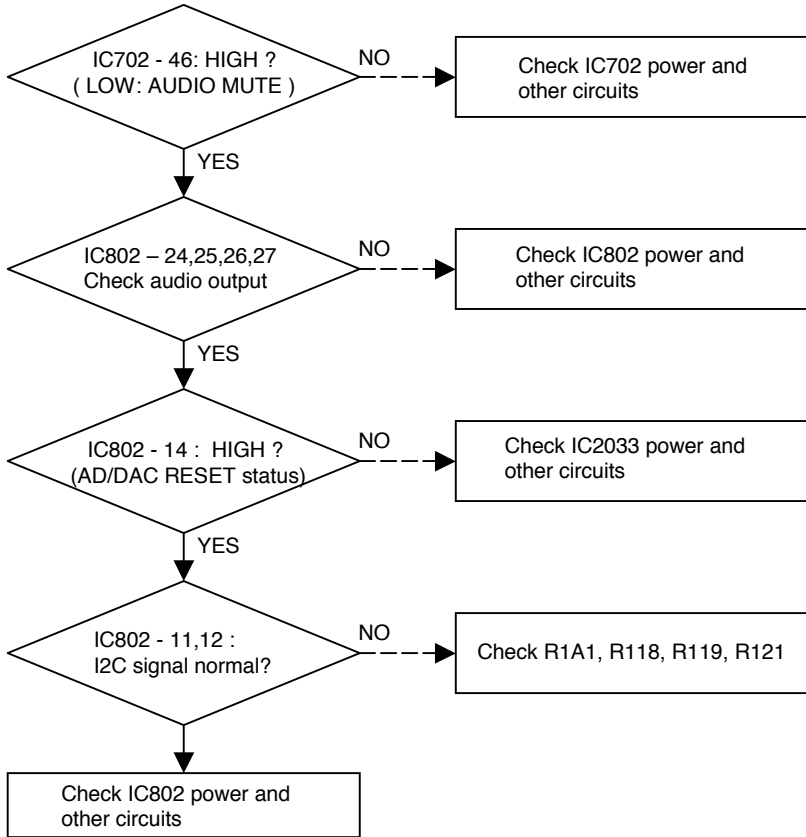 IC702 - 46: HIGH ?
( LOW: AUDIO MUTE )
NO
Check IC702 power and
other circuits
YES
IC802 – 24,25,26,27
Check audio output
NO
Check IC802 power and
other circuits
YES
IC802 - 14 : HIGH ?
(AD/DAC RESET status)
NO
Check IC2033 power and
other circuits
YES
IC802 - 11,12 :
I2C signal normal?
NO
Check R1A1, R118, R119, R121
Check IC802 power and
other circuits